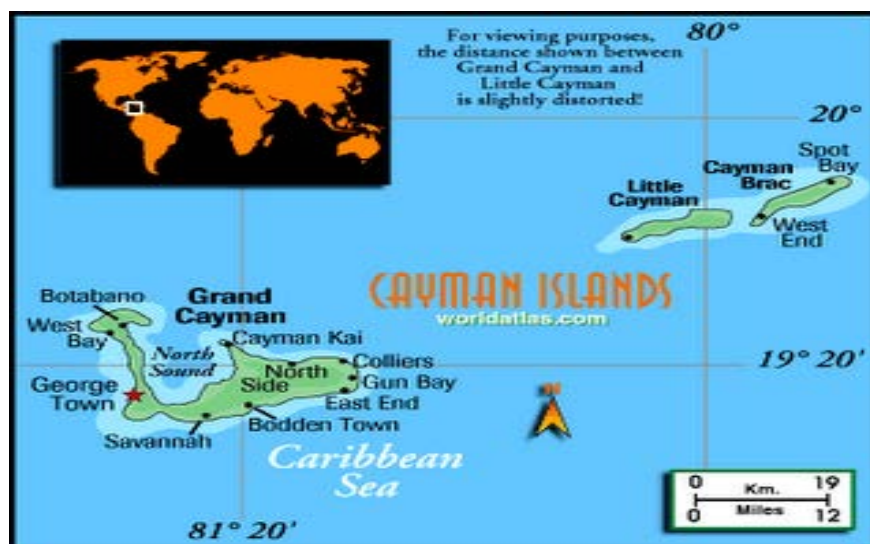 For viewing purposes,
the distance shown between
Grand Cayman and
Little Cayman
is slightly distorted!
80°
20°
Spot
Bay
Cayman
Brac
Little
Cayman
West
End
CAYMAN ISLANDS
worldatlas.com
Botabano
Grand
Cayman
West
Bay
Cayman Kai
North
Sound
Colliers
19° 20'
North
Side
Gun Bay
George
Town
East End
Bodden Town
Savannah
Caribbean
Sea
0 19
Km.
Miles
0 12
81° 20'